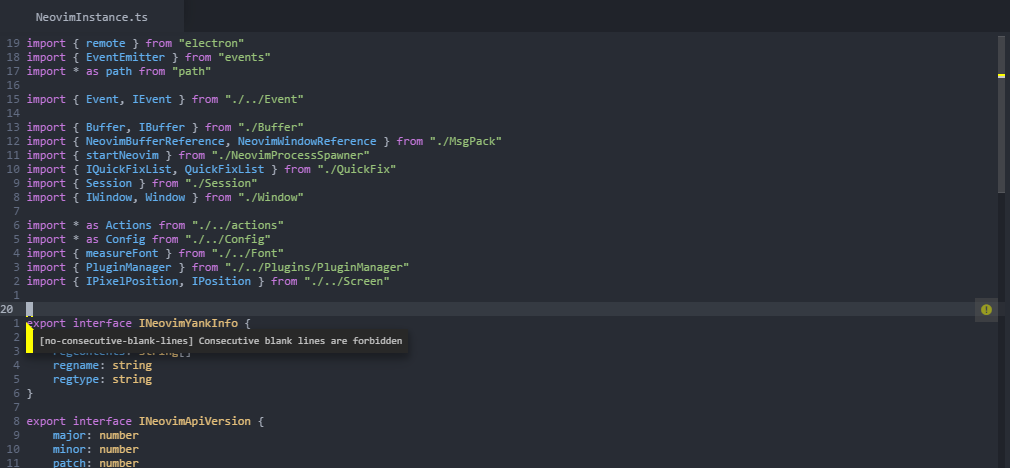 NeovimInstance.ts
19 import { remote } from "electron"
18 import { EventEmitter } from "events"
17 import * as path from "path"
16
15 import { Event, IEvent } from "./../Event"
14
13 import { Buffer, IBuffer } from "./Buffer"
12 import { NeovimBufferReference, NeovimWindowReference } from "./MsgPack"
11 import { startNeovim } from "./NeovimProcessSpawner"
10 import { IQuickFixList, QuickFixList } from "./QuickFix"
9 import { Session } from "./Session"
8 import { IWindow, Window } from "./Window"
7
6 import * as Actions from "./../actions"
5 import * as Config from "./../Config"
4 import { measureFont } from "./../Font"
3 import { PluginManager } from "./../Plugins/PluginManager"
2 import { IPixelPosition, IPosition } from "./../Screen"
1
20
1 export interface INeovimYankInfo {
2
[no-consecutive-blank-lines] Consecutive blank lines are forbidden
3 regcontents: string[]
4 regname: string
5 regtype: string
6 }
7
8 export interface INeovimApiVersion {
9 major: number
10 minor: number
11 patch: number